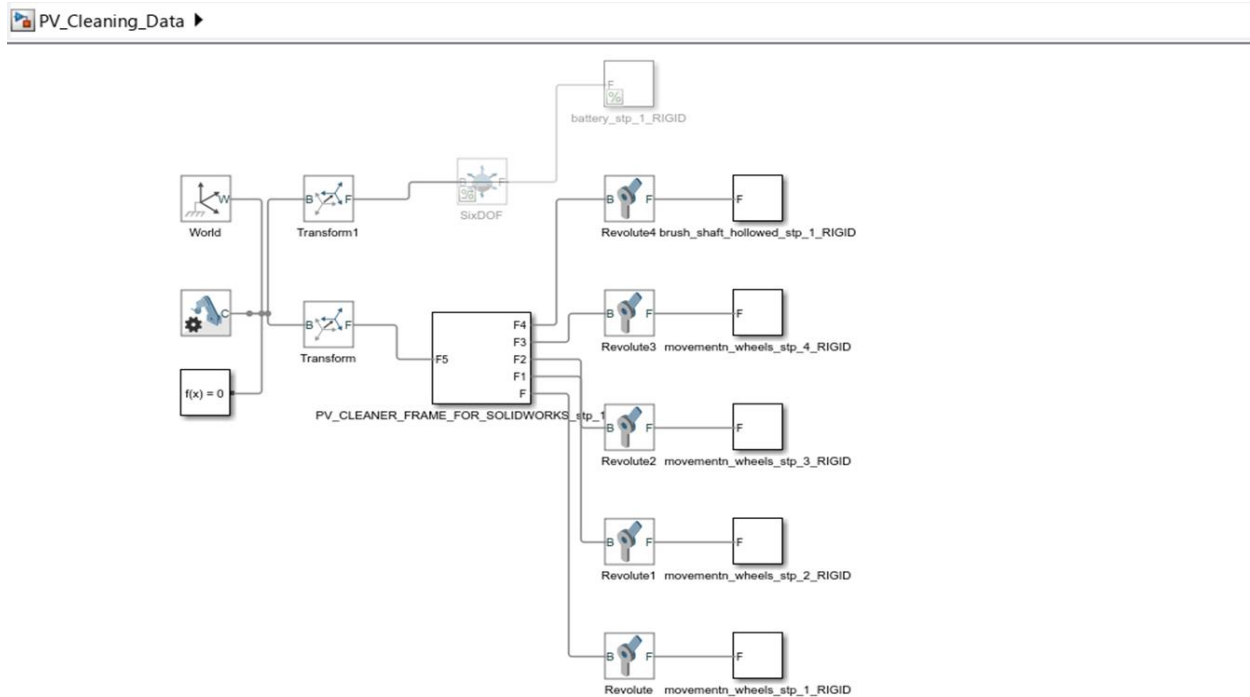 PV_Cleaning_Data
F
%
battery_stp_1_RIGID
W
World
B F
Transform1
F
SixDOF
B F
Revolute4
F
brush_shaft_hollowed_stp_1_RIGID
C
B F
Transform
f(x) = 0
F5
F4
F3
F2
F1
F
PV_CLEANER_FRAME_FOR_SOLIDWORKS_stp_1
B F
Revolute3
F
movementn_wheels_stp_4_RIGID
B F
Revolute2
F
movementn_wheels_stp_3_RIGID
B F
Revolute1
F
movementn_wheels_stp_2_RIGID
B F
Revolute
F
movementn_wheels_stp_1_RIGID